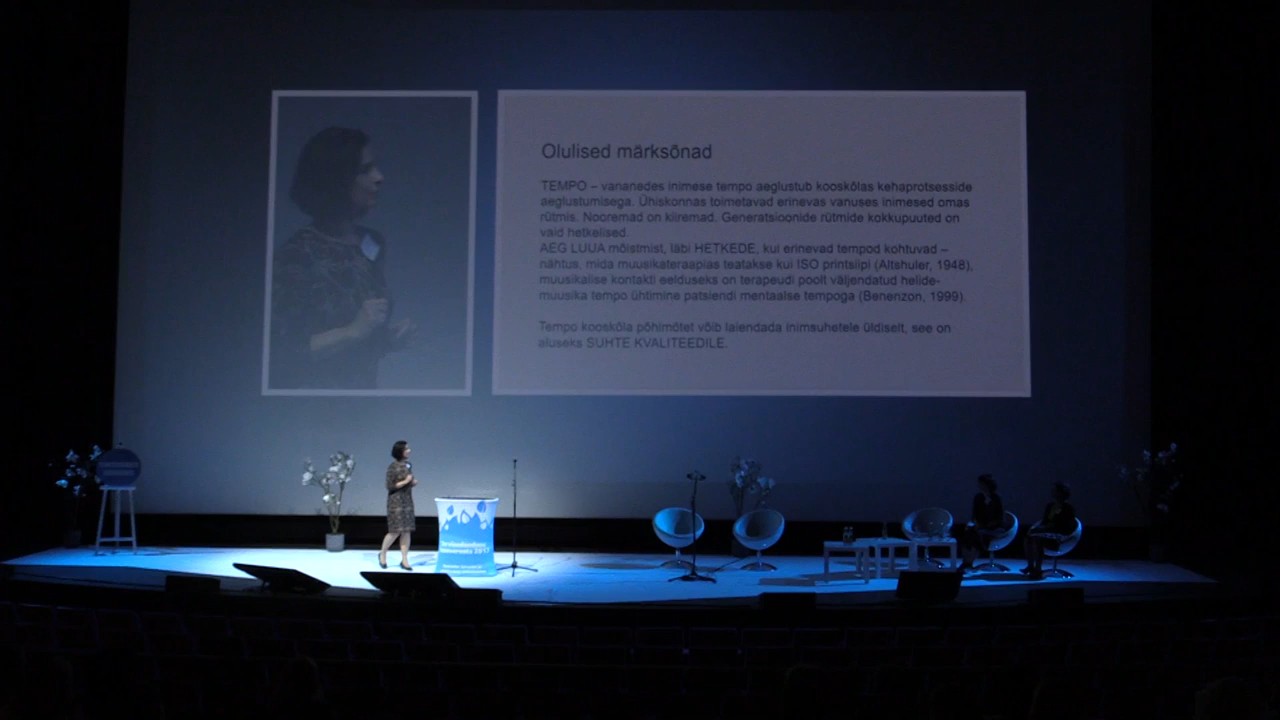 Olulised märksõnad
TEMPO – vananedes inimese tempo aeglustub kooskõlas kehaprotsesside
aeglustumisega. Ühiskonnas toimetavad erinevas vanuses inimesed omas
rütmis. Nooremad on kiiremad. Generatsioonide rütmide kokkupuuted on
vaid hetkelised.
AEG LUUA mõistmist, läbi HETKEDE, kui erinevad tempod kohtuvad –
nähtus, mida muusikateraapias teatakse kui ISO printsiipi (Altshuler, 1948),
muusikalise kontakti eelduseks on terapeudi poolt väljendatud helide-
muusika tempo ühtimine patsiendi mentaalse tempoga (Benenzon, 1999).
Tempo kooskõla põhimõtet võib laiendada inimsuhetele üldiselt, see on
aluseks SUHTE KVALITEEDILE.
2017